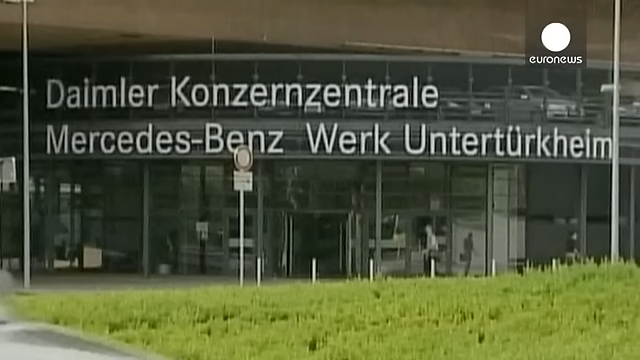 euronews
Daimler Konzernzentrale
Mercedes-Benz Werk Untertürkheim